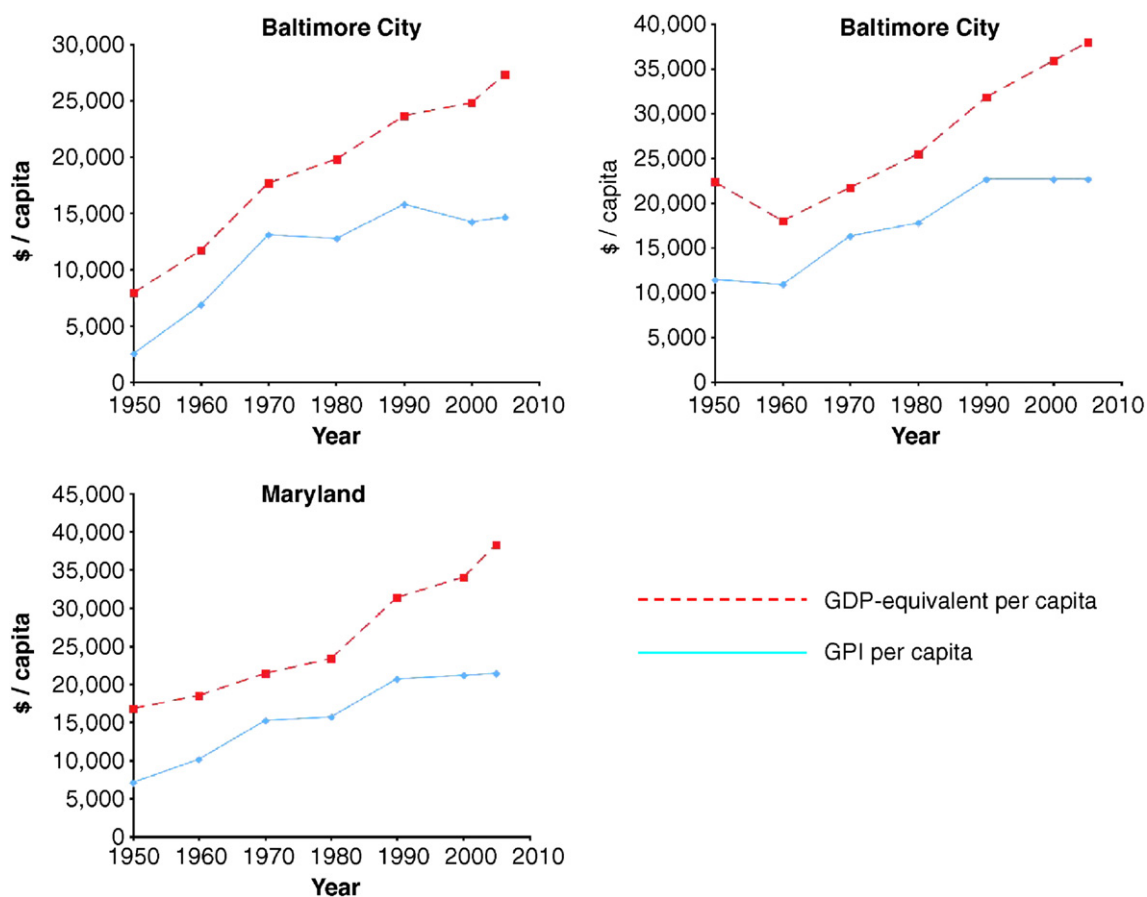 Baltimore City
30,000
25,000
20,000
15,000
10,000
5,000
0
$ / capita
1950 1960 1970 1980 1990 2000 2010
Year
Baltimore City
40,000
35,000
30,000
25,000
20,000
15,000
10,000
5,000
0
$ / capita
1950 1960 1970 1980 1990 2000 2010
Year
Maryland
45,000
40,000
35,000
30,000
25,000
20,000
15,000
10,000
5,000
0
$ / capita
1950 1960 1970 1980 1990 2000 2010
Year
GDP-equivalent per capita
GPI per capita